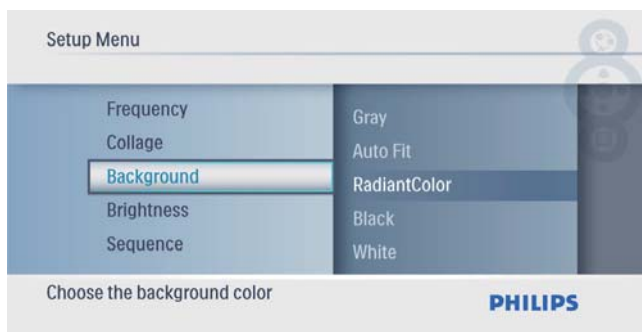 Setup Menu
Frequency
Collage
Background
Brightness
Sequence
Gray
Auto Fit
RadiantColor
Black
White
Choose the background color
PHILIPS